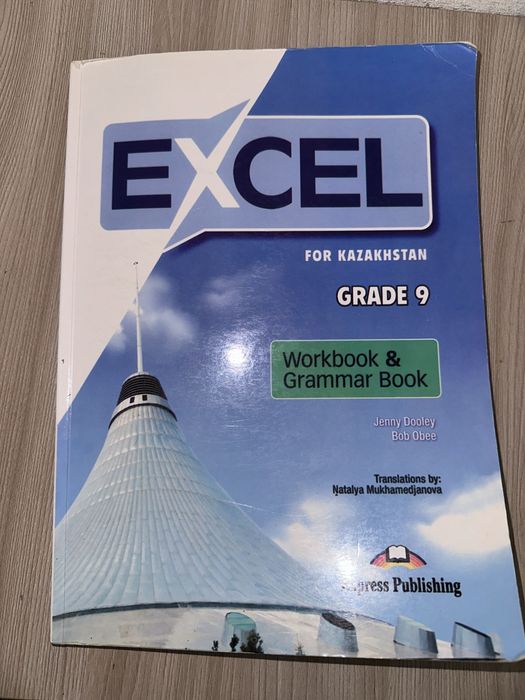 EXCEL
FOR KAZAKHSTAN
GRADE 9
Workbook &
Grammar Book
Jenny Dooley
Bob Obee
Translations by:
Natalya Mukhamedjanova
Publishing